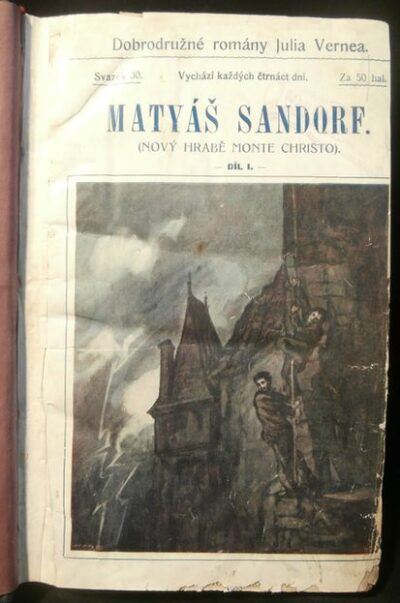 Dobrodružné romány Julia Vernea.
Svazek 30. Vychází každých čtrnáct dní. Za 50 hal.
MATYÁŠ SANDORF.
(NOVÝ HRABĚ MONTE CHRISTO).
— DÍL I. —